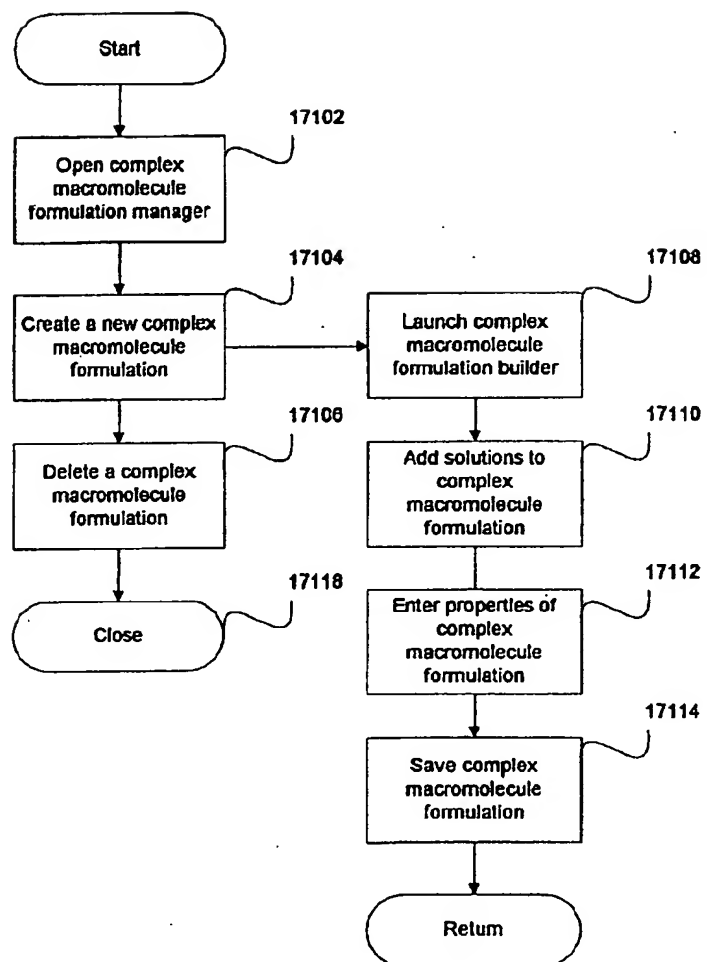 Start
17102
Open complex
macromolecule
formulation manager
17104
Create a new complex
macromolecule
formulation
17106
Delete a complex
macromolecule
formulation
17118
Close
17108
Launch complex
macromolecule
formulation builder
17110
Add solutions to
complex
macromolecule
formulation
17112
Enter properties of
complex
macromolecule
formulation
17114
Save complex
macromolecule
formulation
Return